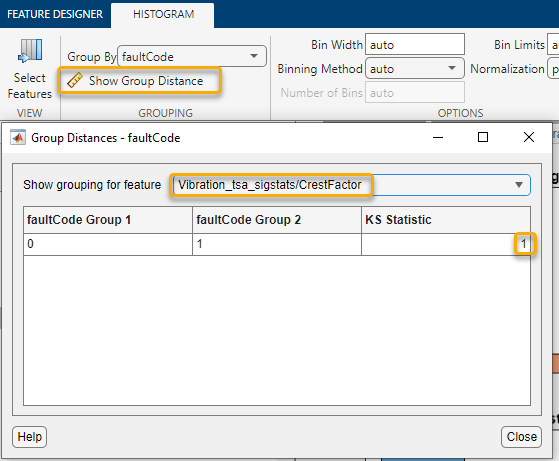 FEATURE DESIGNER
HISTOGRAM
Select
Features
VIEW
Group By faultCode
Show Group Distance
GROUPING
Bin Width auto
Binning Method auto
Number of Bins auto
Bin Limits auto
Normalization p
OPTIONS
Group Distances - faultCode
Show grouping for feature Vibration_tsa_sigstats/CrestFactor
faultCode Group 1 faultCode Group 2 KS Statistic
0 1 1
Help
Close